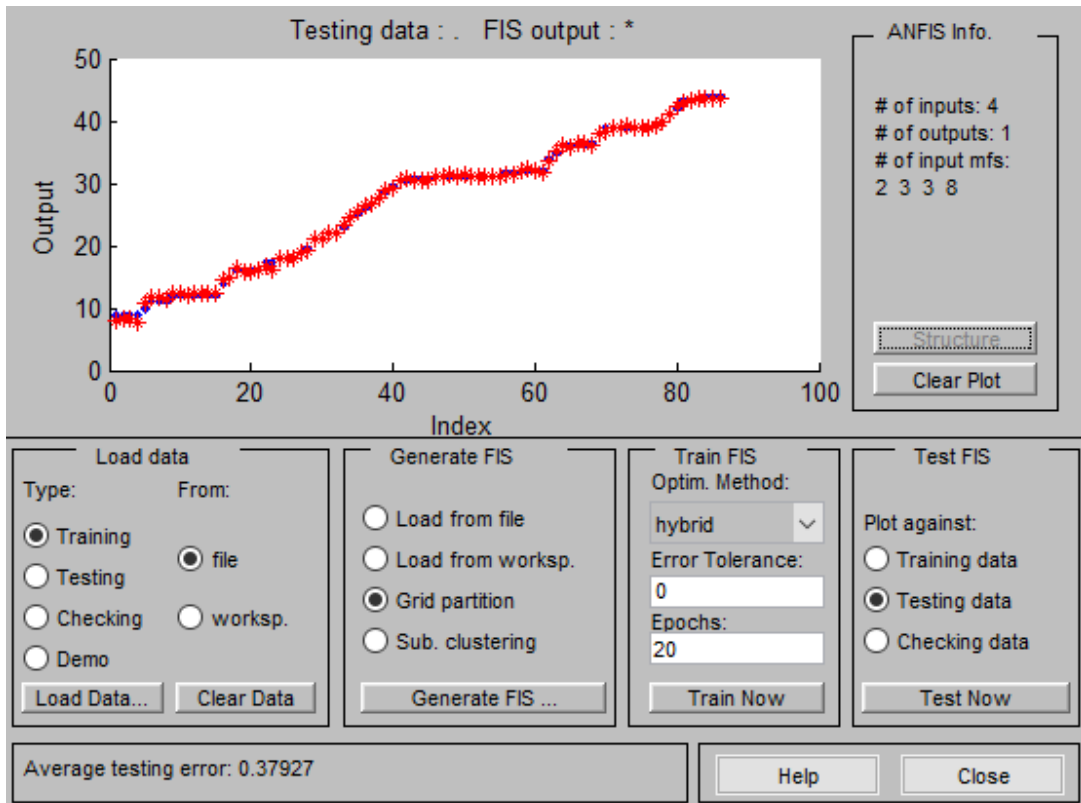 Testing data : .   FIS output : *
50
40
30
20
10
0
Output
0 20 40 60 80 100
Index
ANFIS Info.
# of inputs: 4
# of outputs: 1
# of input mfs:
2 3 3 8
Structure
Clear Plot
Load data
Type: From:
Training
file
Testing
Checking
worksp.
Demo
Load Data... Clear Data
Generate FIS
Load from file
Load from worksp.
Grid partition
Sub. clustering
Generate FIS ...
Train FIS
Optim. Method:
hybrid
Error Tolerance:
0
Epochs:
20
Train Now
Test FIS
Plot against:
Training data
Testing data
Checking data
Test Now
Average testing error: 0.37927
Help Close